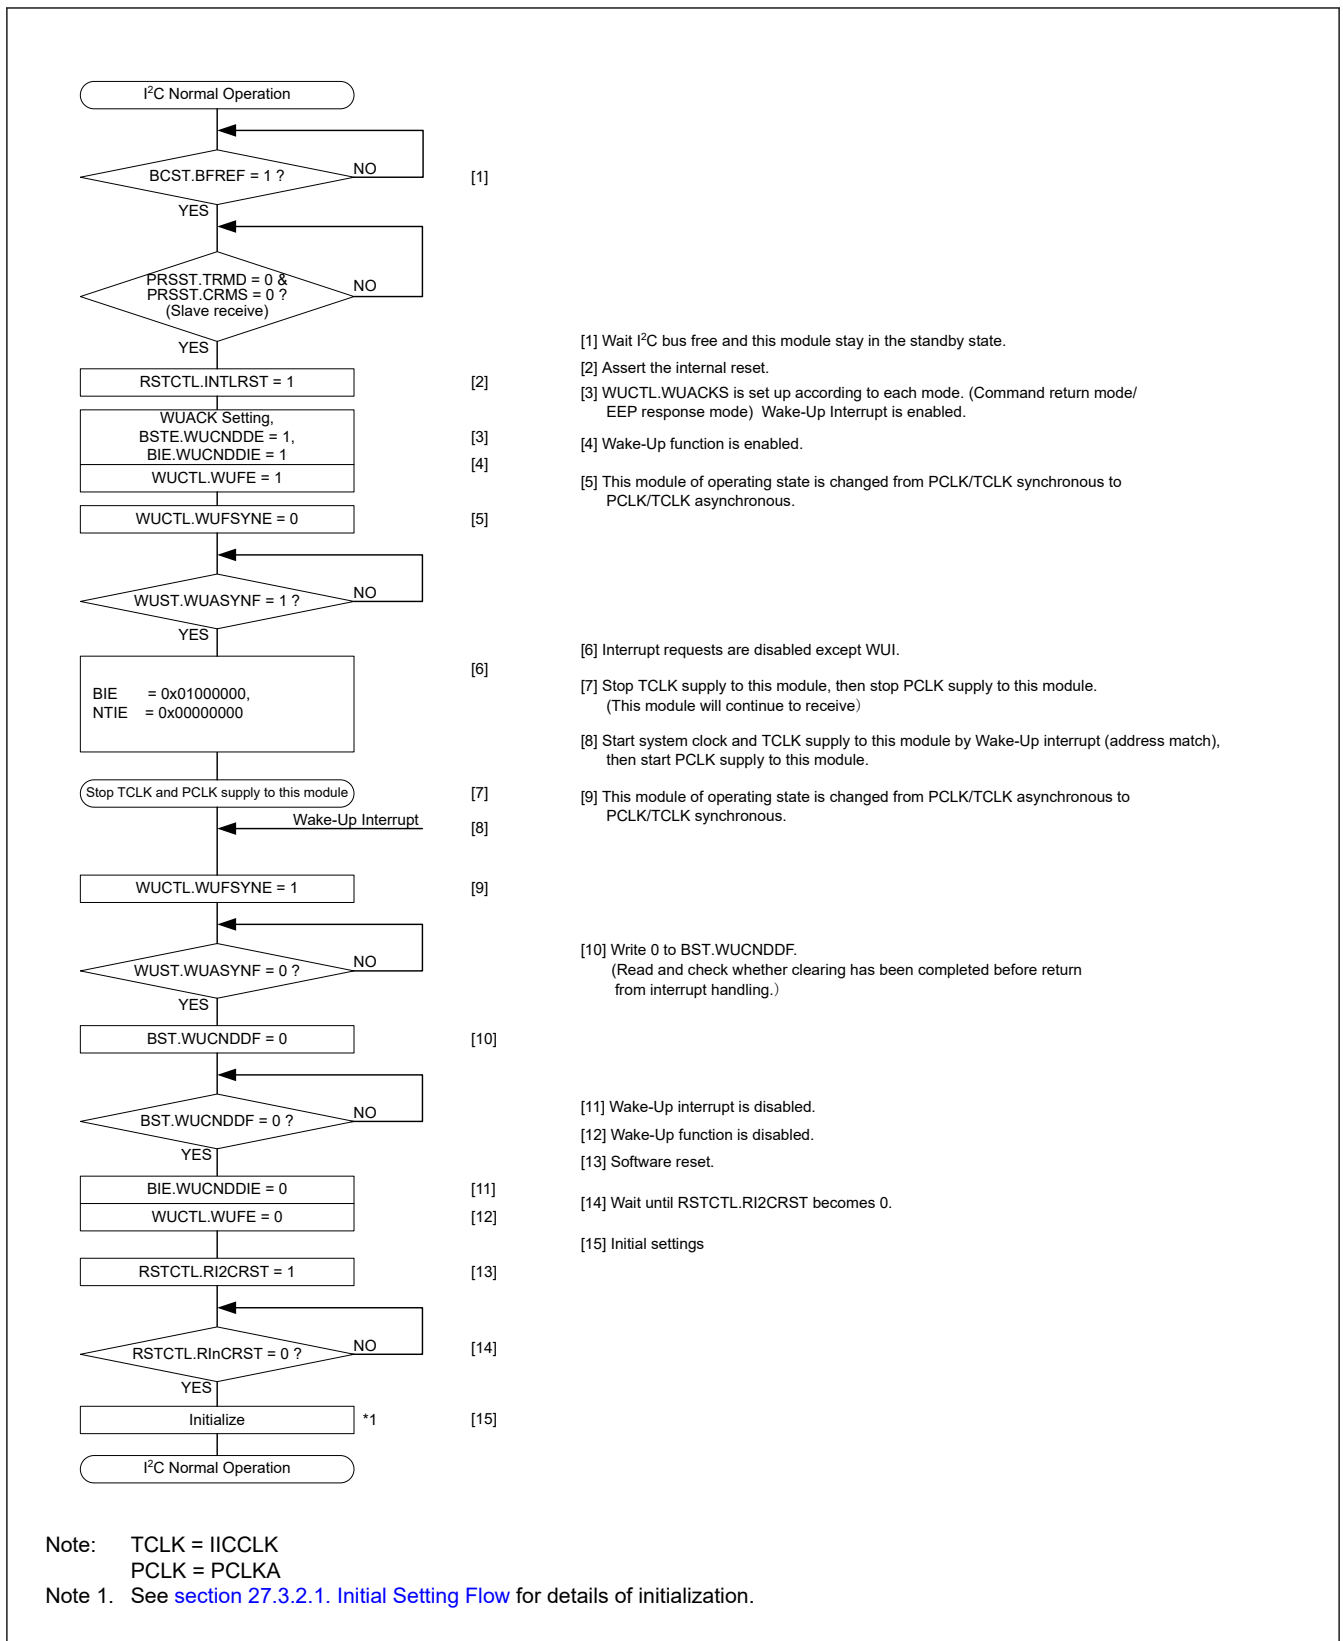 I²C Normal Operation
BCST.BFREF = 1 ?
NO
[1]
YES
PRSST.TRMD = 0 &
PRSST.CRMS = 0 ?
(Slave receive)
NO
YES
RSTCTL.INTLRST = 1
[2]
WUACK Setting,
BSTE.WUCNDDE = 1,
BIE.WUCNDDIE = 1
[3]
[4]
WUCTL.WUFE = 1
WUCTL.WUFSYNE = 0
[5]
WUST.WUASYNF = 1 ?
NO
YES
[6]
BIE = 0x01000000,
NTIE = 0x00000000
Stop TCLK and PCLK supply to this module
[7]
Wake-Up Interrupt
[8]
WUCTL.WUFSYNE = 1
[9]
WUST.WUASYNF = 0 ?
NO
YES
BST.WUCNDDF = 0
[10]
BST.WUCNDDF = 0 ?
NO
YES
BIE.WUCNDDIE = 0
[11]
WUCTL.WUFE = 0
[12]
RSTCTL.RI2CRST = 1
[13]
RSTCTL.RInCRST = 0 ?
NO
[14]
YES
Initialize
*1
[15]
I²C Normal Operation
[1] Wait I²C bus free and this module stay in the standby state.
[2] Assert the internal reset.
[3] WUCTL.WUACKS is set up according to each mode. (Command return mode/
EEP response mode) Wake-Up Interrupt is enabled.
[4] Wake-Up function is enabled.
[5] This module of operating state is changed from PCLK/TCLK synchronous to
PCLK/TCLK asynchronous.
[6] Interrupt requests are disabled except WUI.
[7] Stop TCLK supply to this module, then stop PCLK supply to this module.
(This module will continue to receive）
[8] Start system clock and TCLK supply to this module by Wake-Up interrupt (address match),
then start PCLK supply to this module.
[9] This module of operating state is changed from PCLK/TCLK asynchronous to
PCLK/TCLK synchronous.
[10] Write 0 to BST.WUCNDDF.
(Read and check whether clearing has been completed before return
from interrupt handling.）
[11] Wake-Up interrupt is disabled.
[12] Wake-Up function is disabled.
[13] Software reset.
[14] Wait until RSTCTL.RI2CRST becomes 0.
[15] Initial settings
Note: TCLK = IICCLK
PCLK = PCLKA
Note 1. See section 27.3.2.1. Initial Setting Flow for details of initialization.